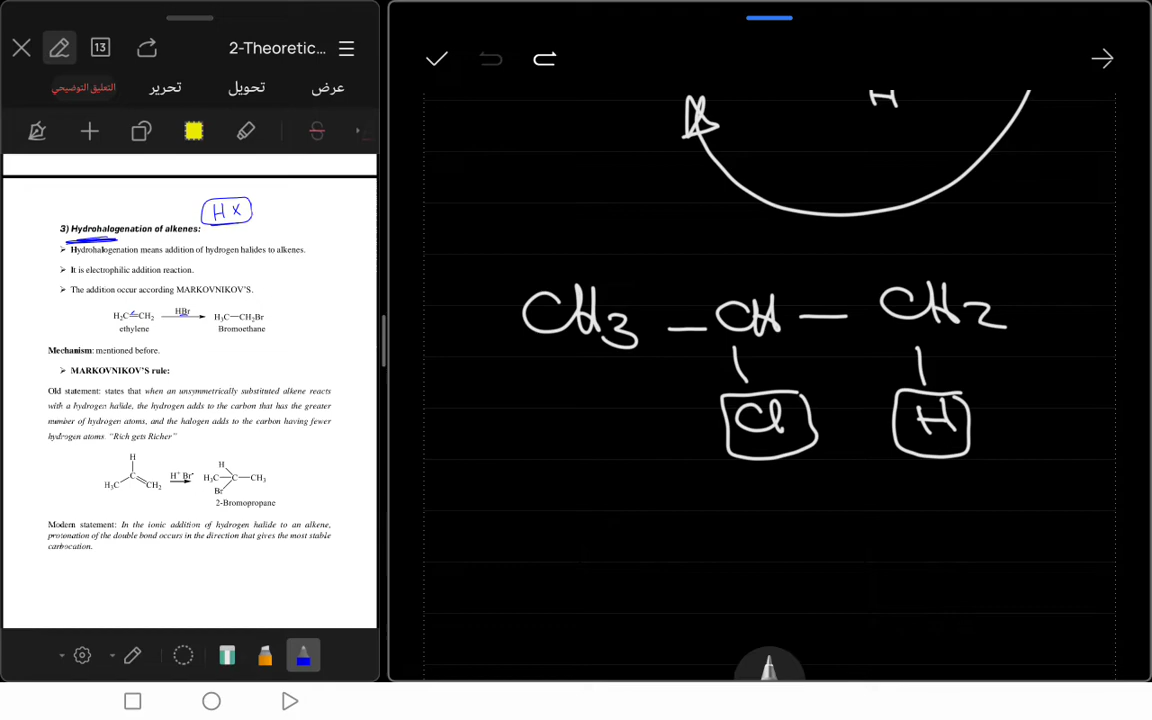 13
2-Theoretic...
عرض
تحويل
تحرير
التعليق التوضيحي
H X
3) Hydrohalogenation of alkenes:
➢ Hydrohalogenation means addition of hydrogen halides to alkenes.
➢ It is electrophilic addition reaction.
➢ The addition occur according MARKOVNIKOV'S.
H₂C=CH₂ HBr H₃C—CH₂Br
ethylene Bromoethane
Mechanism: mentioned before.
➢ MARKOVNIKOV'S rule:
Old statement: states that when an unsymmetrically substituted alkene reacts
with a hydrogen halide, the hydrogen adds to the carbon that has the greater
number of hydrogen atoms, and the halogen adds to the carbon having fewer
hydrogen atoms. "Rich gets Richer"
H H
H₃C C CH₂ H⁺ Br⁻ H₃C—C—CH₃
Br
2-Bromopropane
Modern statement: In the ionic addition of hydrogen halide to an alkene,
protonation of the double bond occurs in the direction that gives the most stable
carbocation.
H
CH3 — CH — CH2
Cl H